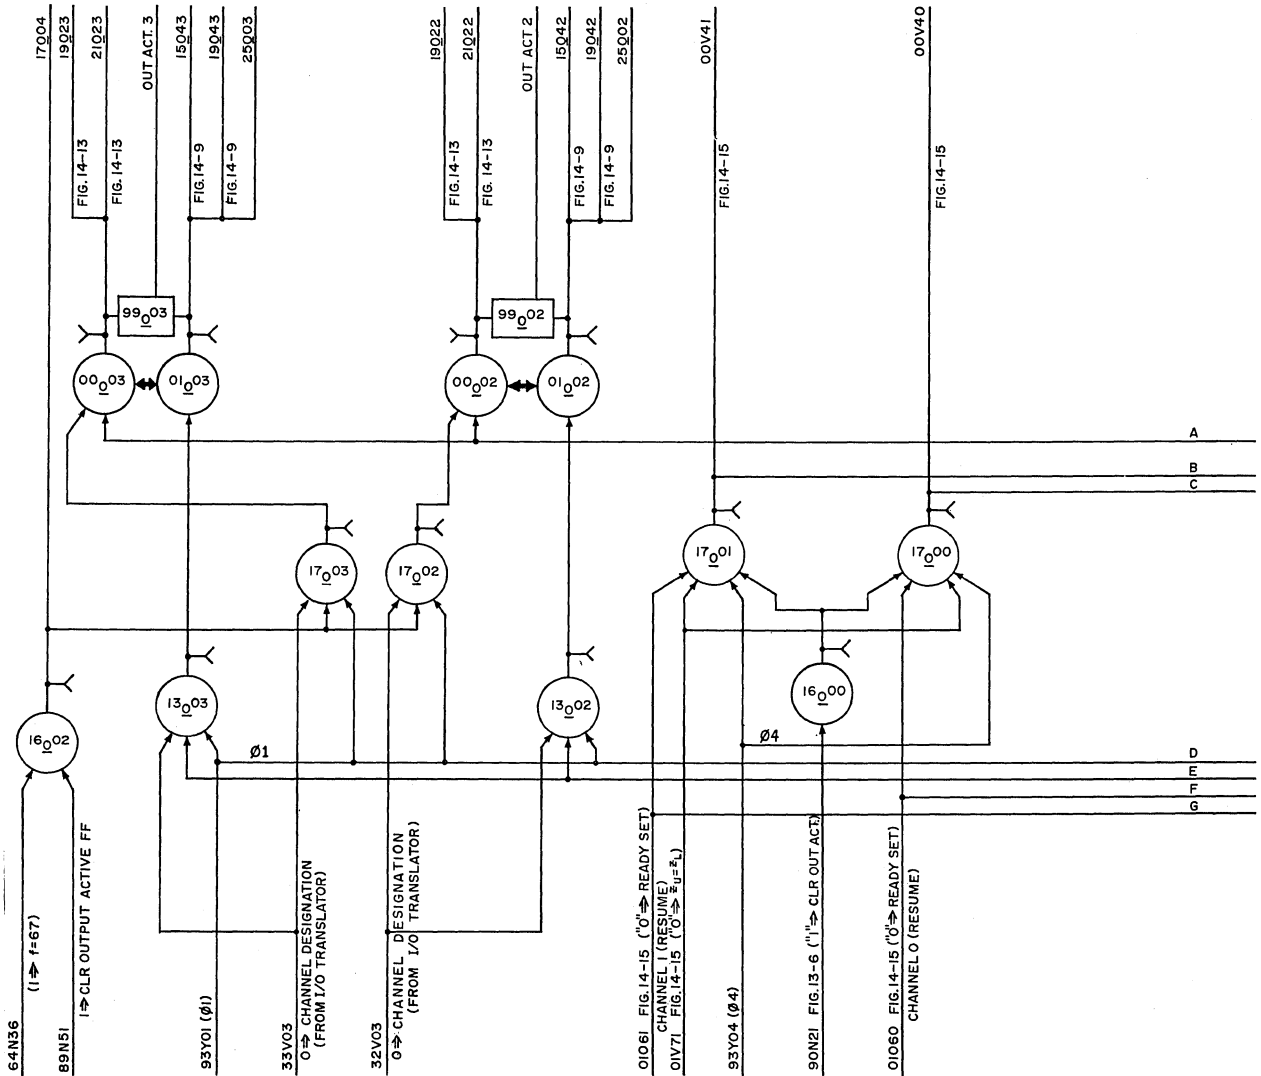 17004
19023
21023
OUT ACT. 3
15043
19043
25003
19022
21022
OUT ACT 2
15042
19042
25002
00V41
00V40
FIG.14-13
FIG.14-13
FIG.14-9
FIG.14-9
FIG.14-13
FIG.14-13
FIG.14-9
FIG.14-9
FIG.14-15
FIG.14-15
99003
99002
00003
01003
00002
01002
A
B
C
17003
17002
17001
17000
16002
13003
13002
16000
Ø1
Ø4
D
E
F
G
64N36
(1⇒ f=67)
89N51
1⇒CLR OUTPUT ACTIVE FF
93Y01 (Ø1)
33V03
0⇒ CHANNEL DESIGNATION
(FROM I/O TRANSLATOR)
32V03
0⇒ CHANNEL DESIGNATION
(FROM I/O TRANSLATOR)
01061 FIG.14-15 ("0"⇒ READY SET)
CHANNEL 1 (RESUME)
01V71 FIG.14-15 ("0"⇒ ZU=ZL)
93Y04 (Ø4)
90N21 FIG.13-6 ("1"⇒ CLR OUT ACT.)
01060 FIG.14-15 ("0"⇒ READY SET)
CHANNEL 0 (RESUME)